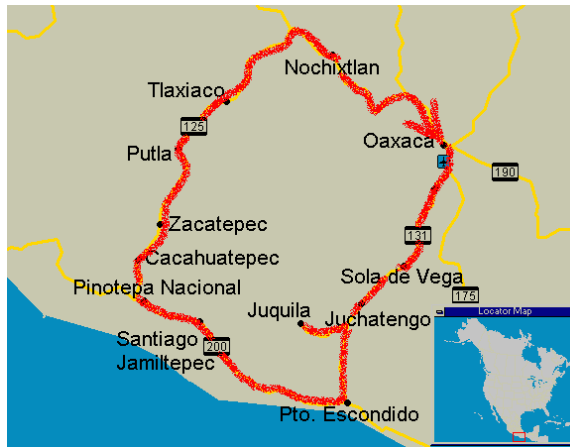 Nochixtlan
Tlaxiaco
125
Oaxaca
Putla
190
Zacatepec
131
Cacahuatepec
Sola de Vega
Pinotepa Nacional
175
Juquila
Juchatengo
Locator Map
Santiago
Jamiltepec
200
Pto. Escondido